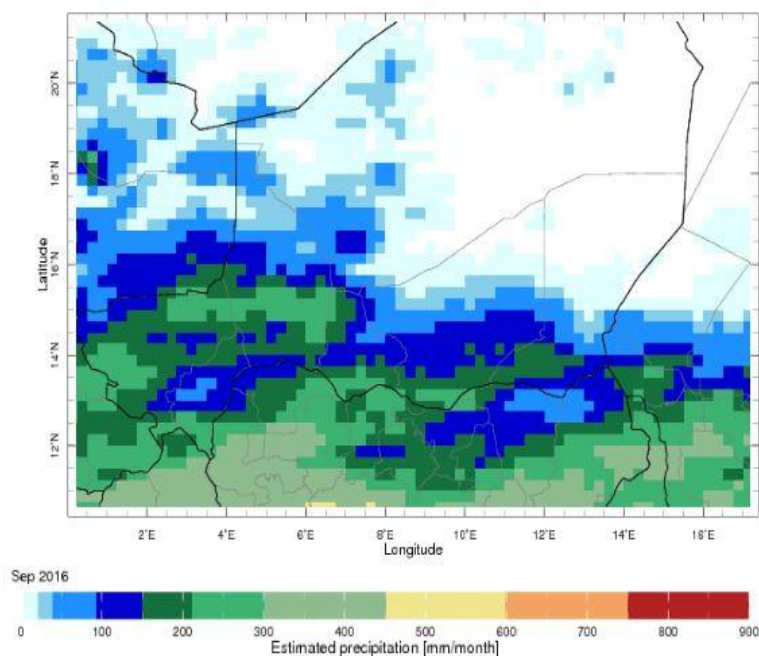 20°N
18°N
16°N
14°N
12°N
Latitude
2°E 4°E 6°E 8°E 10°E 12°E 14°E 16°E
Longitude
Sep 2016
0 100 200 300 400 500 600 700 800 900
Estimated precipitation [mm/month]